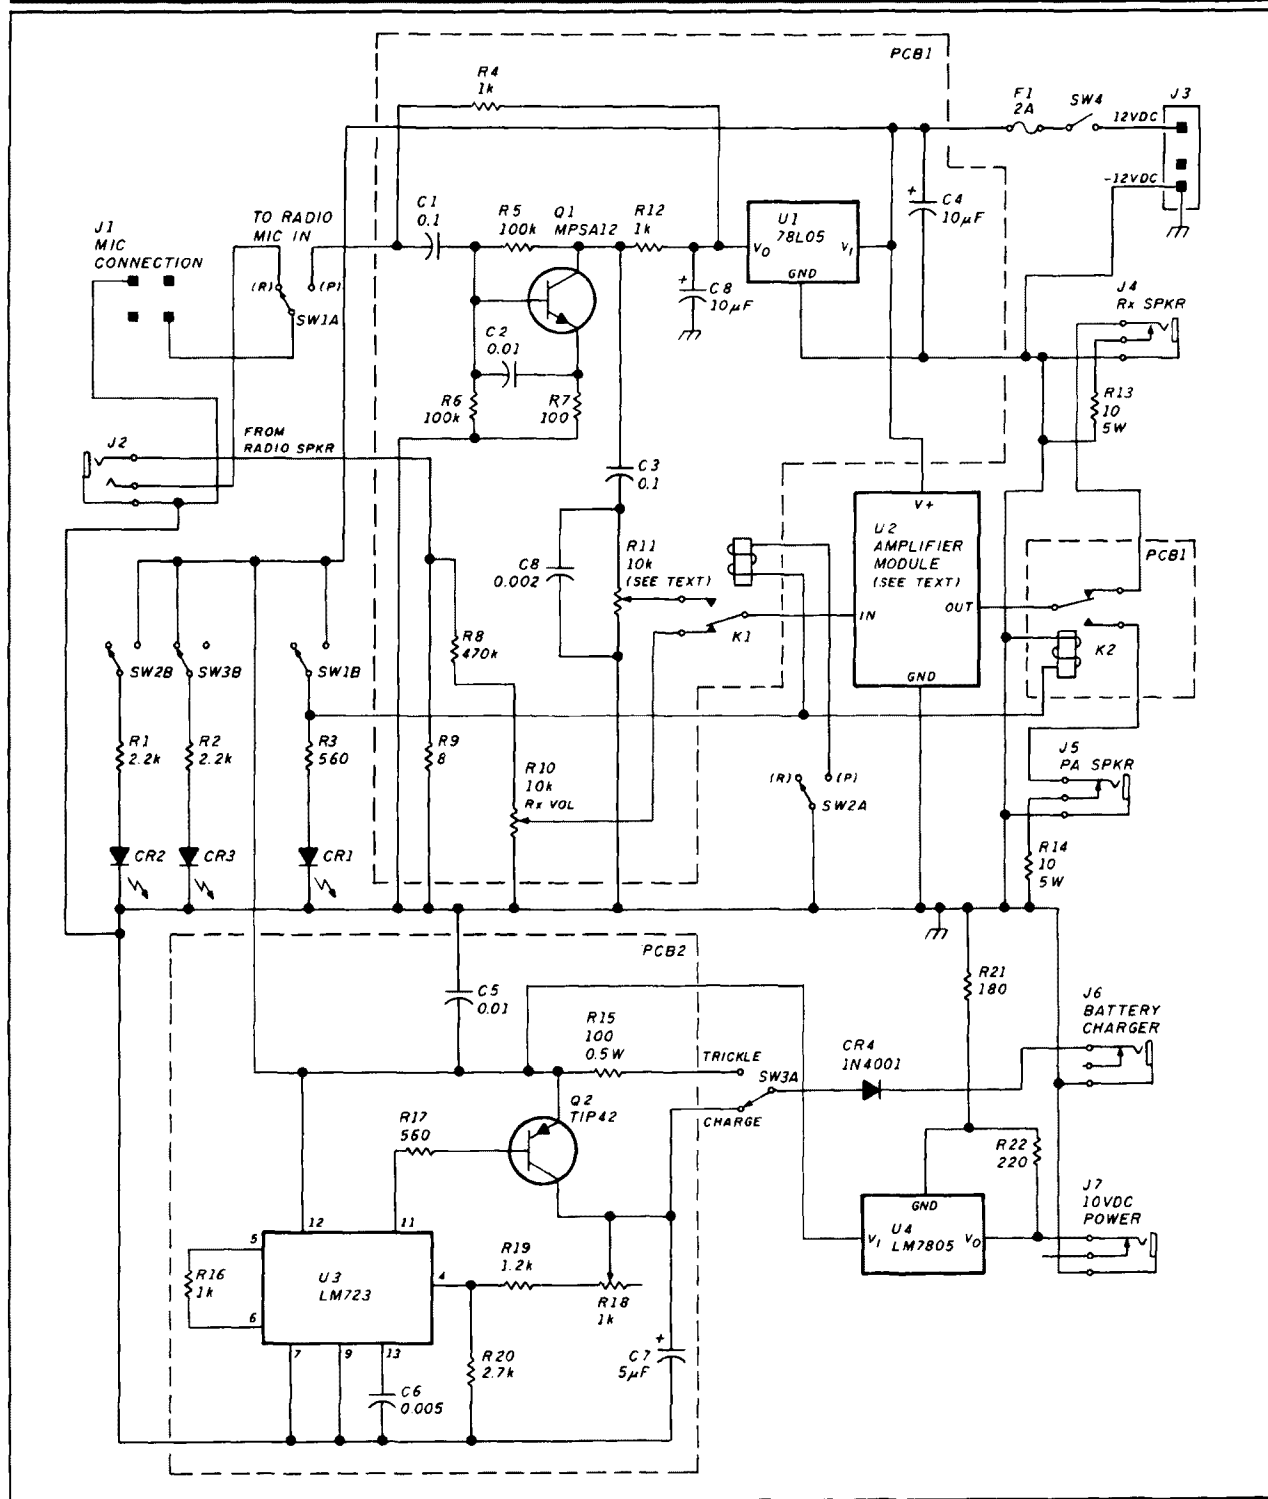 PCB1
R4
1k
F1
2A
SW4
J3
12VDC
-12VDC
C1
0.1
R5
100k
Q1
MPSA12
R12
1k
U1
78L05
VO
VI
GND
C4
10µF
+
J1
MIC
CONNECTION
TO RADIO
MIC IN
(R)
(P)
SW1A
+
C8
10µF
C2
0.01
R6
100k
R7
100
J4
Rx SPKR
R13
10
5W
J2
FROM
RADIO SPKR
C3
0.1
V+
U2
AMPLIFIER
MODULE
(SEE TEXT)
IN
OUT
GND
PCB1
C8
0.002
R11
10k
(SEE TEXT)
K1
K2
R8
470k
SW2B
SW3B
SW1B
R1
2.2k
R2
2.2k
R3
560
R9
8
R10
10k
Rx VOL
(R)
(P)
SW2A
J5
PA SPKR
R14
10
5W
CR2
CR3
CR1
PCB2
C5
0.01
R15
100
0.5W
TRICKLE
SW3A
CHARGE
CR4
1N4001
R21
180
J6
BATTERY
CHARGER
R17
560
Q2
TIP42
R22
220
J7
10VDC
POWER
GND
VI
U4
LM7805
VO
12
11
5
U3
LM723
4
R16
1k
6
7
9
13
R19
1.2k
R18
1k
R20
2.7k
+
C7
5µF
C6
0.005